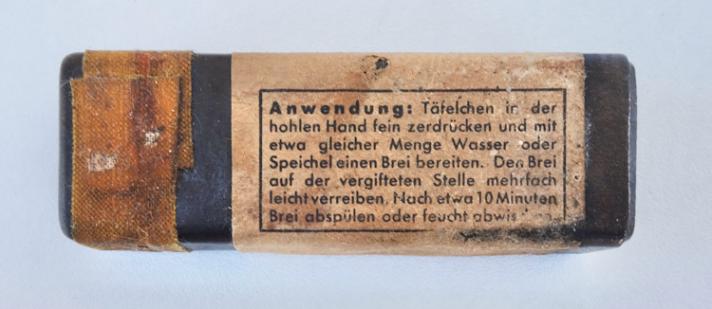 Anwendung: Täfelchen in der
hohlen Hand fein zerdrücken und mit
etwa gleicher Menge Wasser oder
Speichel einen Brei bereiten. Den Brei
auf der vergifteten Stelle mehrfach
leicht verreiben. Nach etwa 10 Minuten
Brei abspülen oder feucht